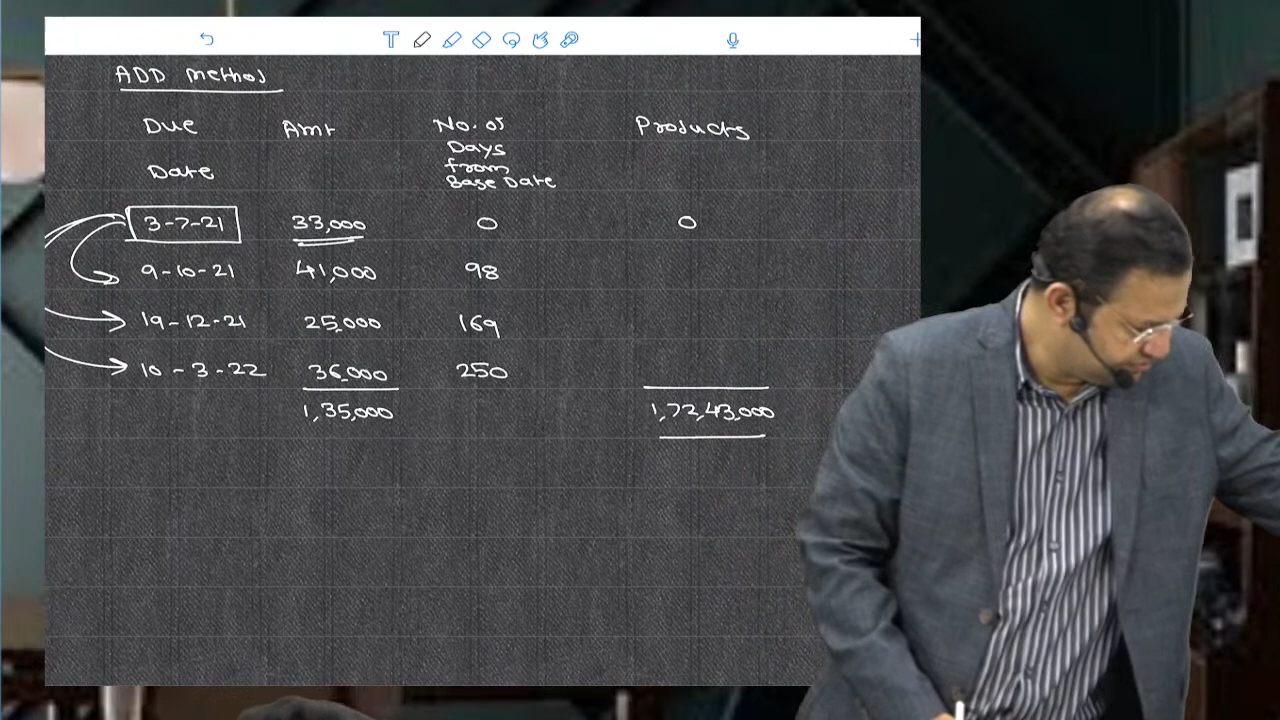 ADD method
Due Amt No. of Products
Date Days
from
Base Date
3-7-21 33,000 0 0
9-10-21 41,000 98
19-12-21 25,000 169
10-3-22 36,000 250
1,35,000 1,72,43,000